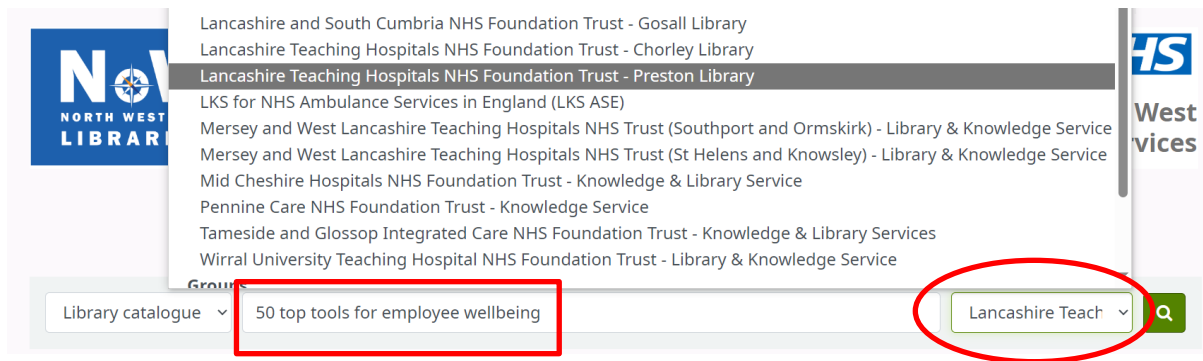 Lancashire and South Cumbria NHS Foundation Trust - Gosall Library
Lancashire Teaching Hospitals NHS Foundation Trust - Chorley Library
Lancashire Teaching Hospitals NHS Foundation Trust - Preston Library
LKS for NHS Ambulance Services in England (LKS ASE)
Mersey and West Lancashire Teaching Hospitals NHS Trust (Southport and Ormskirk) - Library & Knowledge Service
Mersey and West Lancashire Teaching Hospitals NHS Trust (St Helens and Knowsley) - Library & Knowledge Service
Mid Cheshire Hospitals NHS Foundation Trust - Knowledge & Library Service
Pennine Care NHS Foundation Trust - Knowledge Service
Tameside and Glossop Integrated Care NHS Foundation Trust - Knowledge & Library Services
Wirral University Teaching Hospital NHS Foundation Trust - Library & Knowledge Service
Groups
NORTH WEST
LIBRAR
HS
West
vices
Library catalogue
50 top tools for employee wellbeing
Lancashire Teach